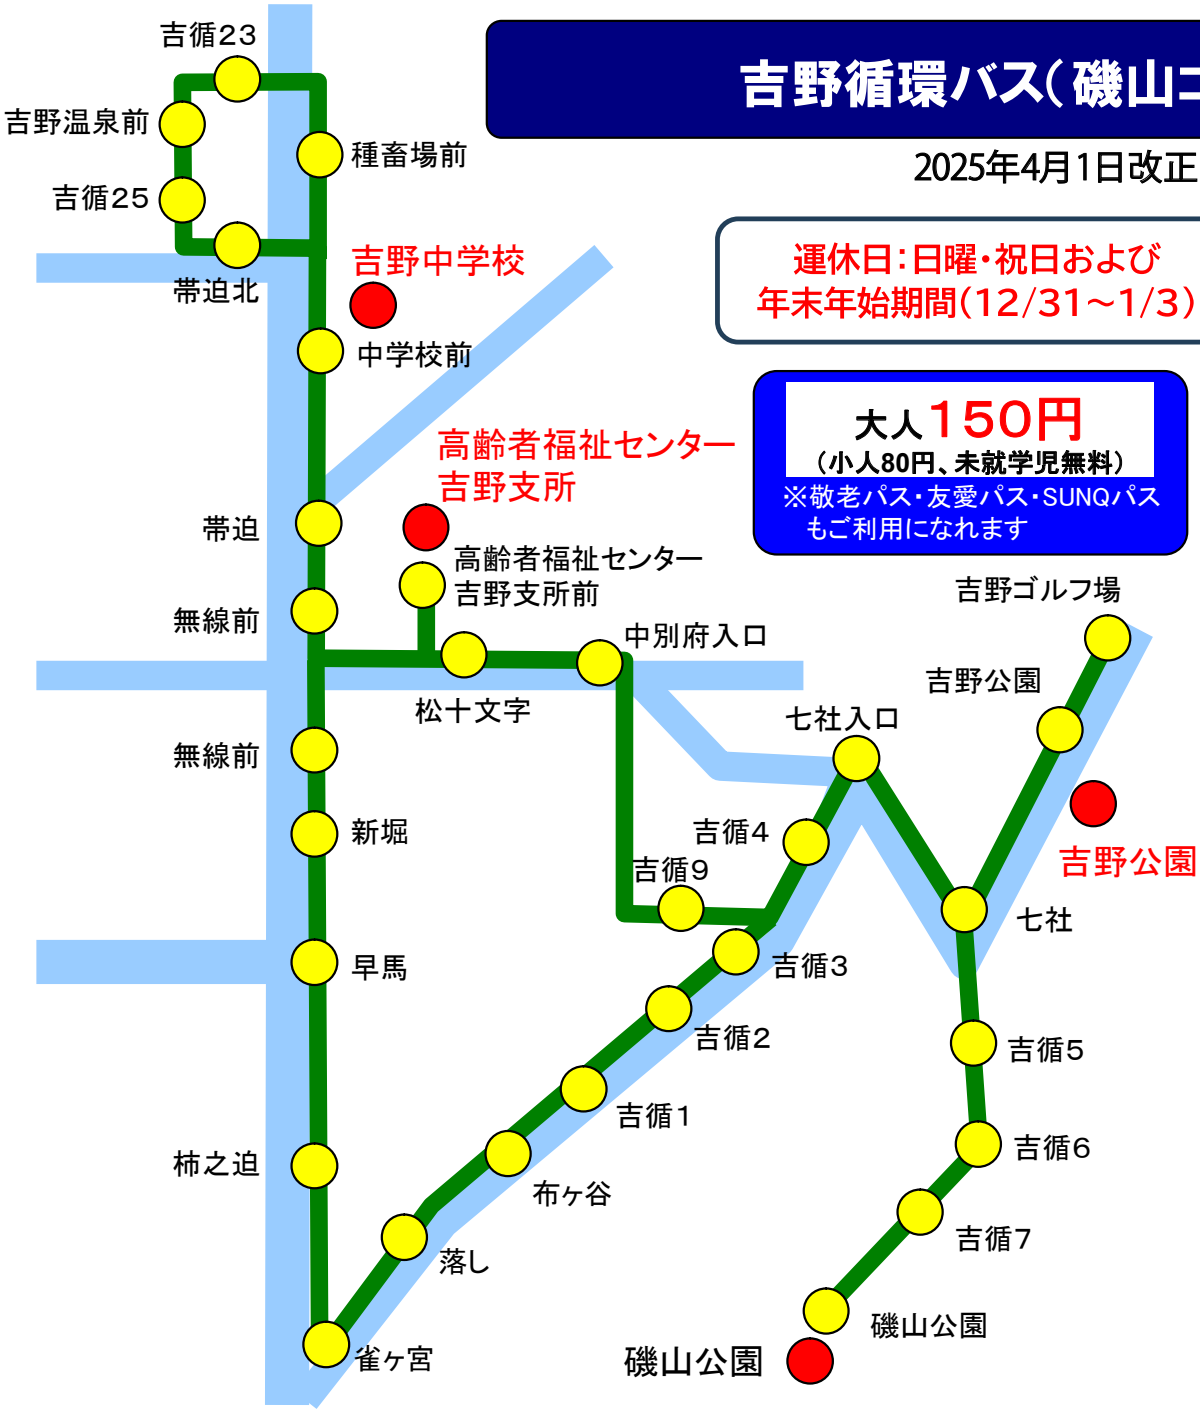 吉循23
吉野循環バス(磯山コ
吉野温泉前
種畜場前
2025年4月1日改正
吉循25
吉野中学校
運休日:日曜・祝日および
年末年始期間(12/31～1/3)
帯迫北
中学校前
大人150円
(小人80円、未就学児無料)
※敬老パス・友愛パス・SUNQパス
もご利用になれます
高齢者福祉センター
吉野支所
帯迫
高齢者福祉センター
吉野支所前
吉野ゴルフ場
無線前
中別府入口
吉野公園
松十文字
七社入口
無線前
新堀
吉循4
吉循9
吉野公園
七社
早馬
吉循3
吉循2
吉循5
吉循1
吉循6
柿之迫
布ヶ谷
吉循7
落し
磯山公園
雀ヶ宮
磯山公園